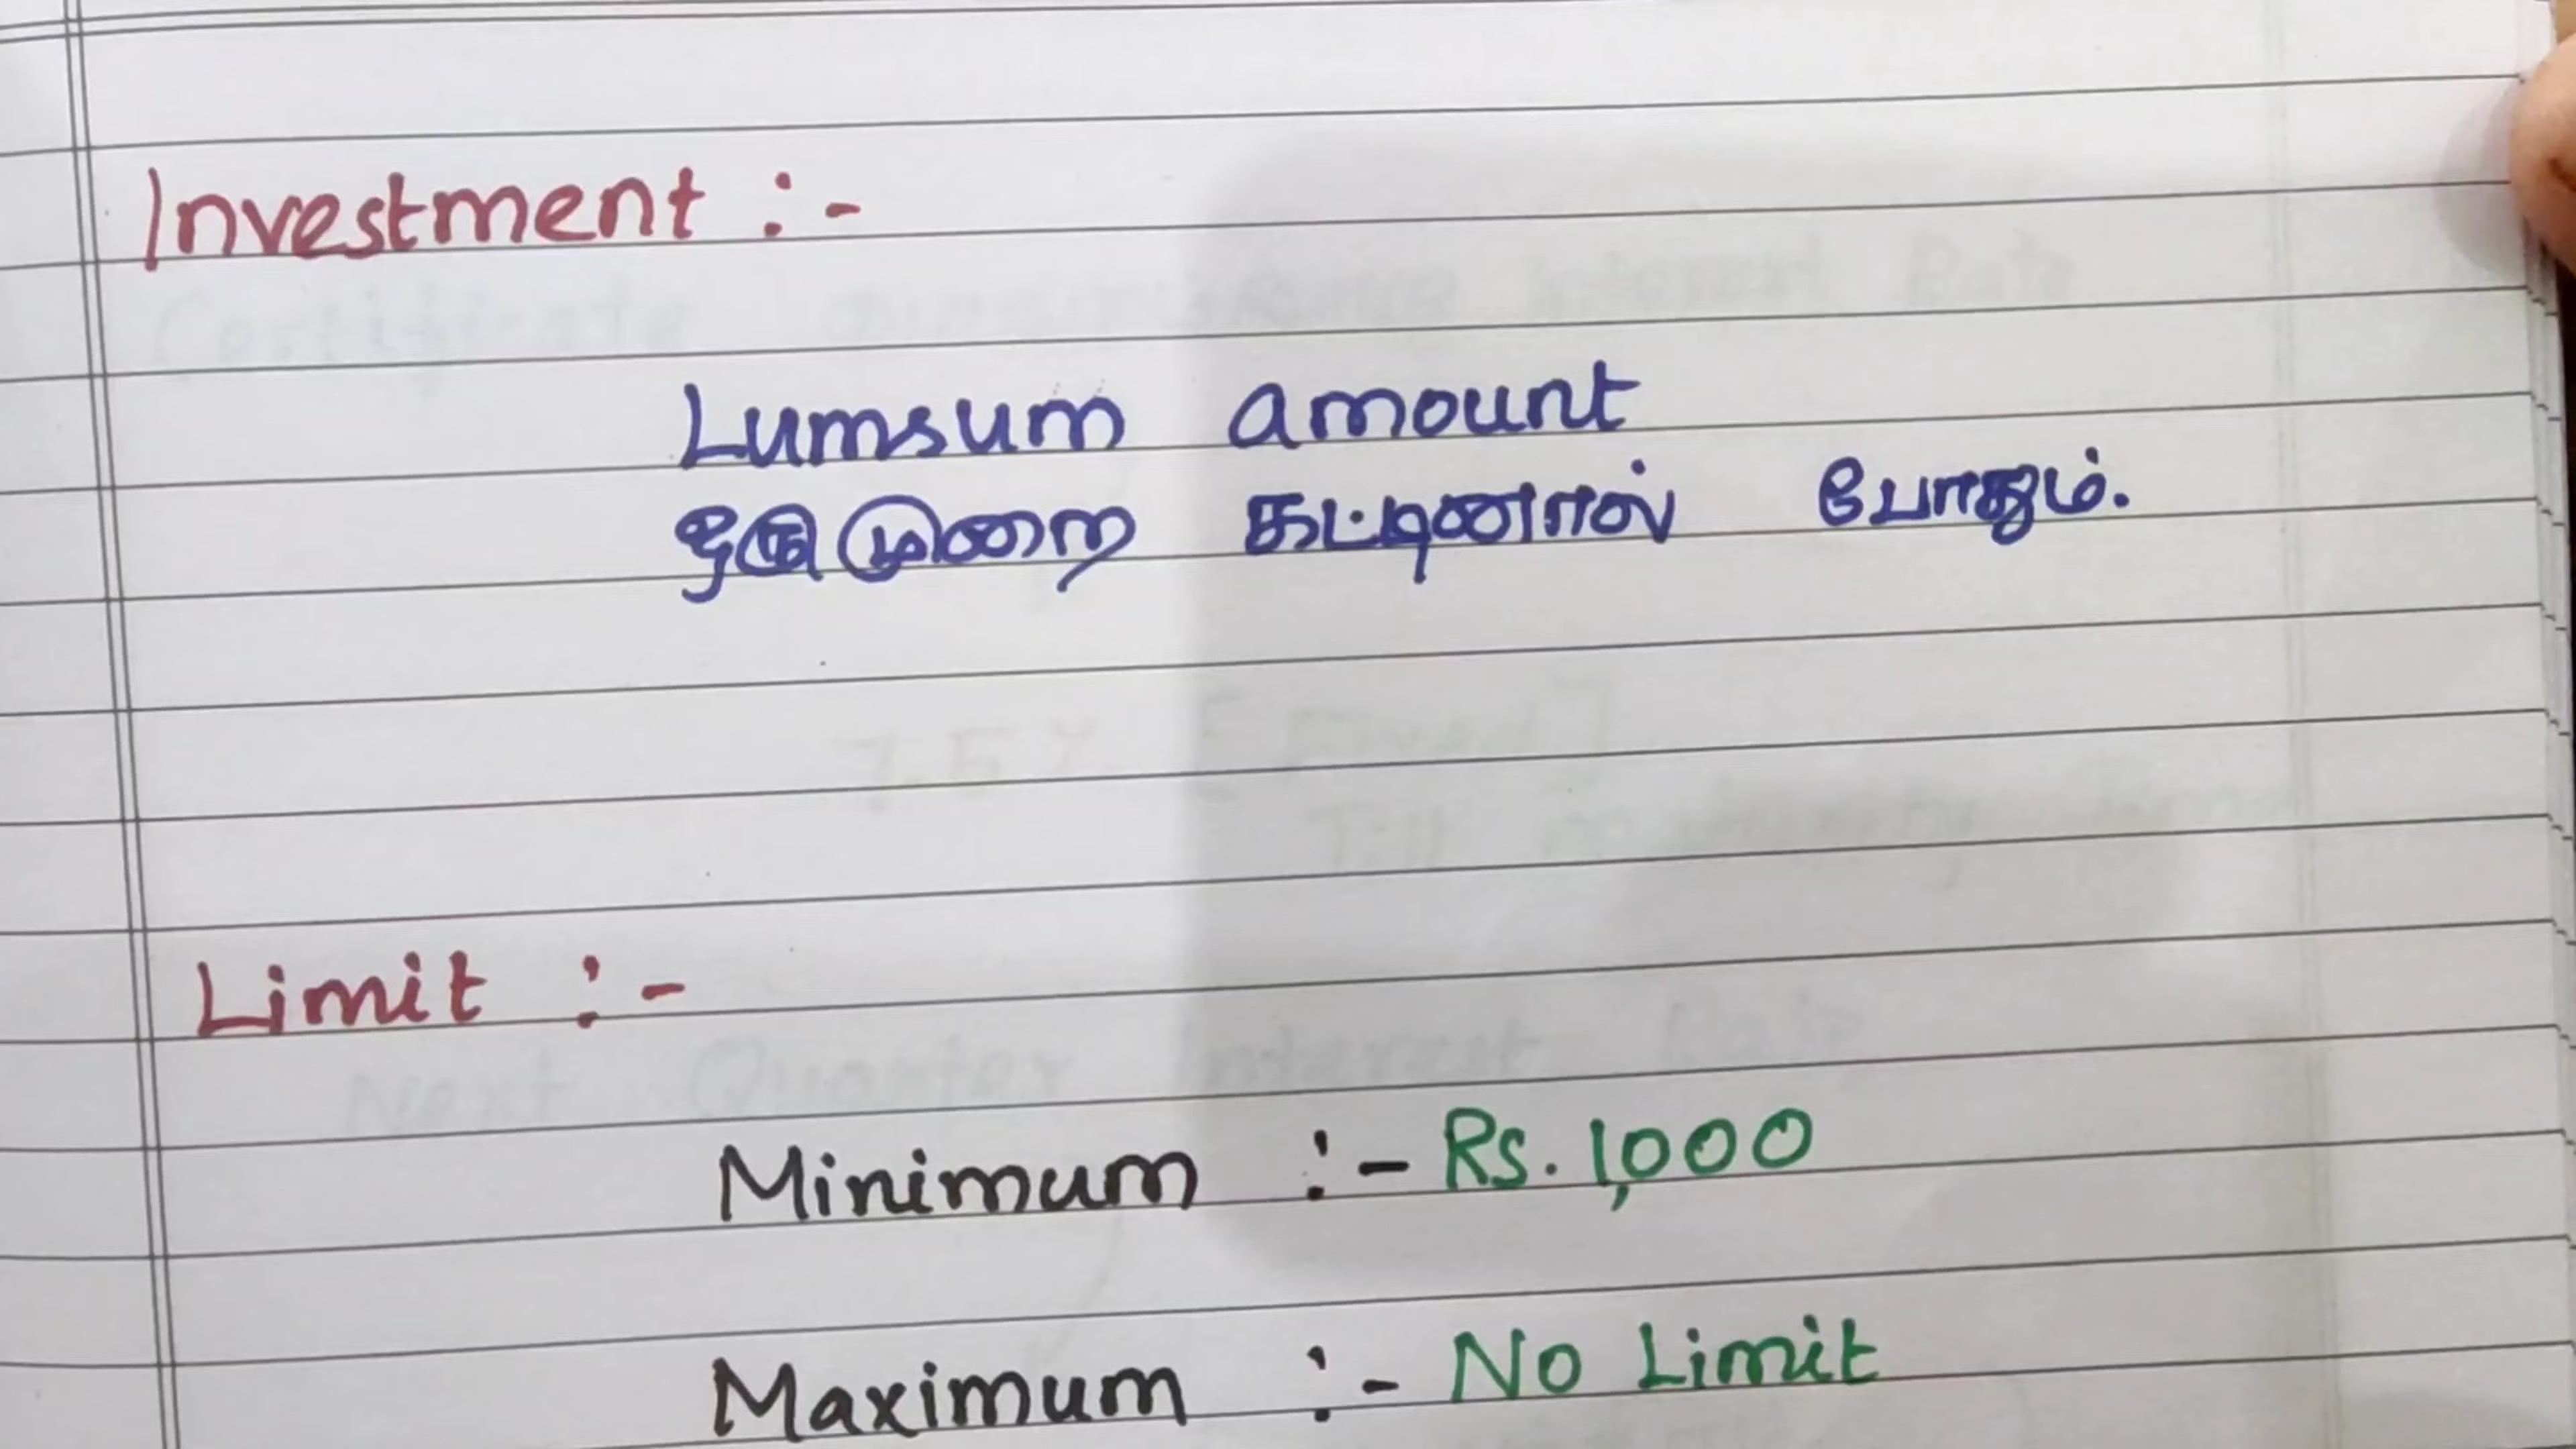 Investment :-
Lumsum amount
ஒருமுறை கட்டினால் போதும்.
Limit :-
Minimum :- Rs. 1,000
Maximum :- No Limit